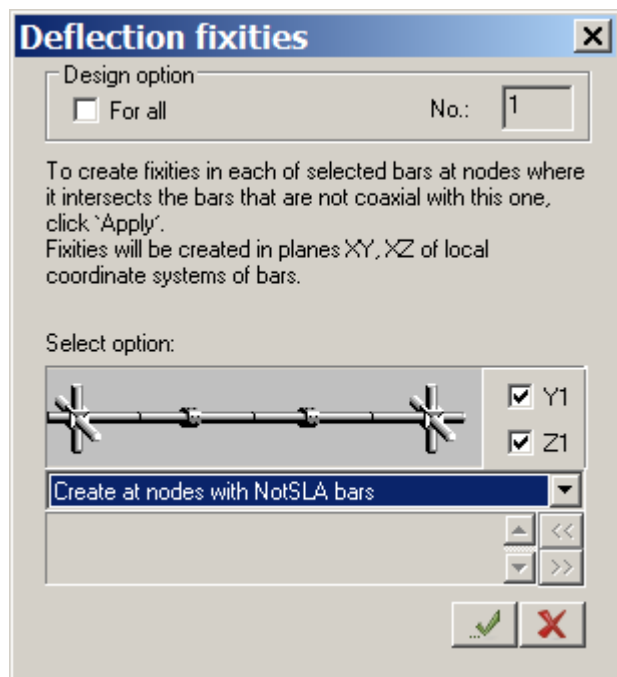 Deflection fixities
Design option
For all
No.:
1
To create fixities in each of selected bars at nodes where
it intersects the bars that are not coaxial with this one,
click `Apply´.
Fixities will be created in planes XY, XZ of local
coordinate systems of bars.
Select option:
Y1
Z1
Create at nodes with NotSLA bars
<<
>>